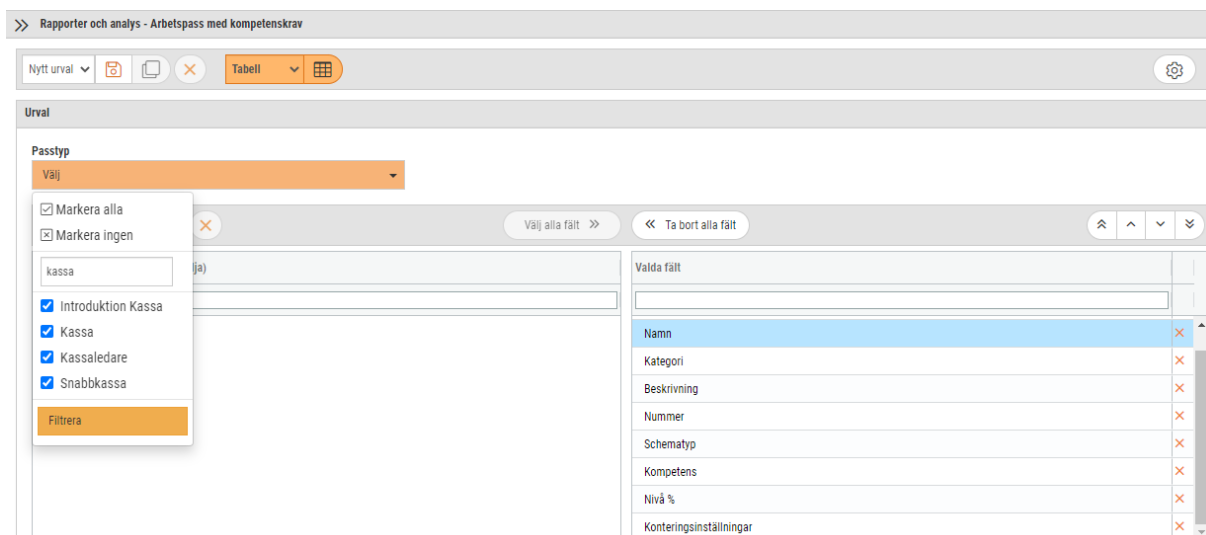 Rapporter och analys - Arbetspass med kompetenskrav
Nytt urval
Tabell
Urval
Passtyp
Välj
Markera alla
Markera ingen
kassa
Introduktion Kassa
Kassa
Kassaledare
Snabbkassa
Filtrera
Välj alla fält
Ta bort alla fält
lja)
Valda fält
Namn
Kategori
Beskrivning
Nummer
Schematyp
Kompetens
Nivå %
Konteringsinställningar